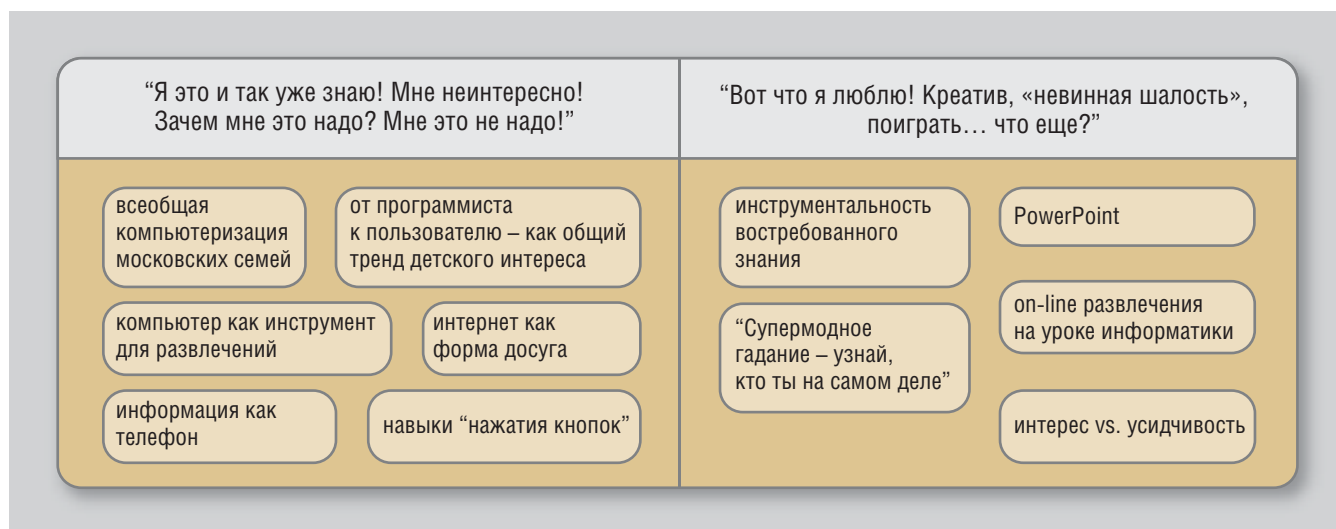 “Я это и так уже знаю! Мне неинтересно!
Зачем мне это надо? Мне это не надо!”
всеобщая
компьютеризация
московских семей
от программиста
к пользователю – как общий
тренд детского интереса
компьютер как инструмент
для развлечений
интернет как
форма досуга
информация как
телефон
навыки “нажатия кнопок”
“Вот что я люблю! Креатив, «невинная шалость»,
поиграть… что еще?”
инструментальность
востребованного
знания
PowerPoint
“Супермодное
гадание – узнай,
кто ты на самом деле”
on-line развлечения
на уроке информатики
интерес vs. усидчивость